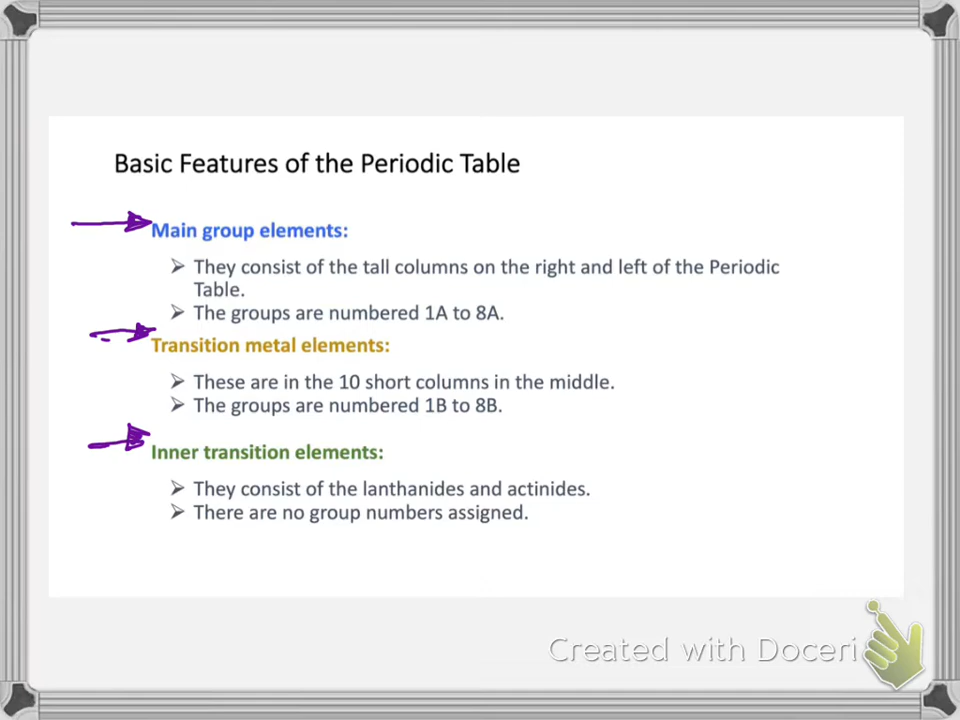 Basic Features of the Periodic Table
Main group elements:
➢ They consist of the tall columns on the right and left of the Periodic
Table.
➢ The groups are numbered 1A to 8A.
Transition metal elements:
➢ These are in the 10 short columns in the middle.
➢ The groups are numbered 1B to 8B.
Inner transition elements:
➢ They consist of the lanthanides and actinides.
➢ There are no group numbers assigned.
Created with Doceri